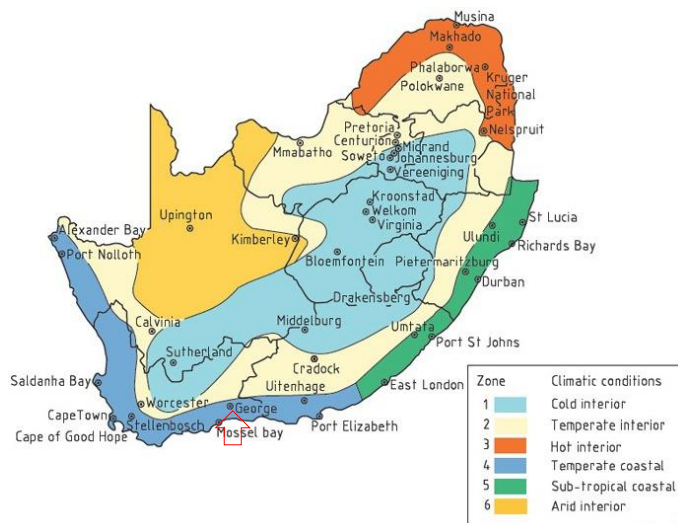 Musina
Makhado
Phalaborwa
Polokwane
Kruger
National
Park
Nelspruit
Pretoria
Centurion
Mmabatho
Soweto
Migrand
Johannesburg
Vereeniging
Kroonstad
Welkom
Virginia
Upington
Kimberley
Bloemfontein
Ulundi
St Lucia
Richards Bay
Pietermaritzburg
Durban
Drakensberg
Alexander Bay
Port Nolloth
Calvinia
Middelburg
Umtata
Port St Johns
Sutherland
Cradock
East London
Saldanha Bay
Worcester
Uitenhage
George
CapeTown
Stellenbosch
Cape of Good Hope
Mossel bay
Port Elizabeth
Zone Climatic conditions
1 Cold interior
2 Temperate interior
3 Hot interior
4 Temperate coastal
5 Sub-tropical coastal
6 Arid interior